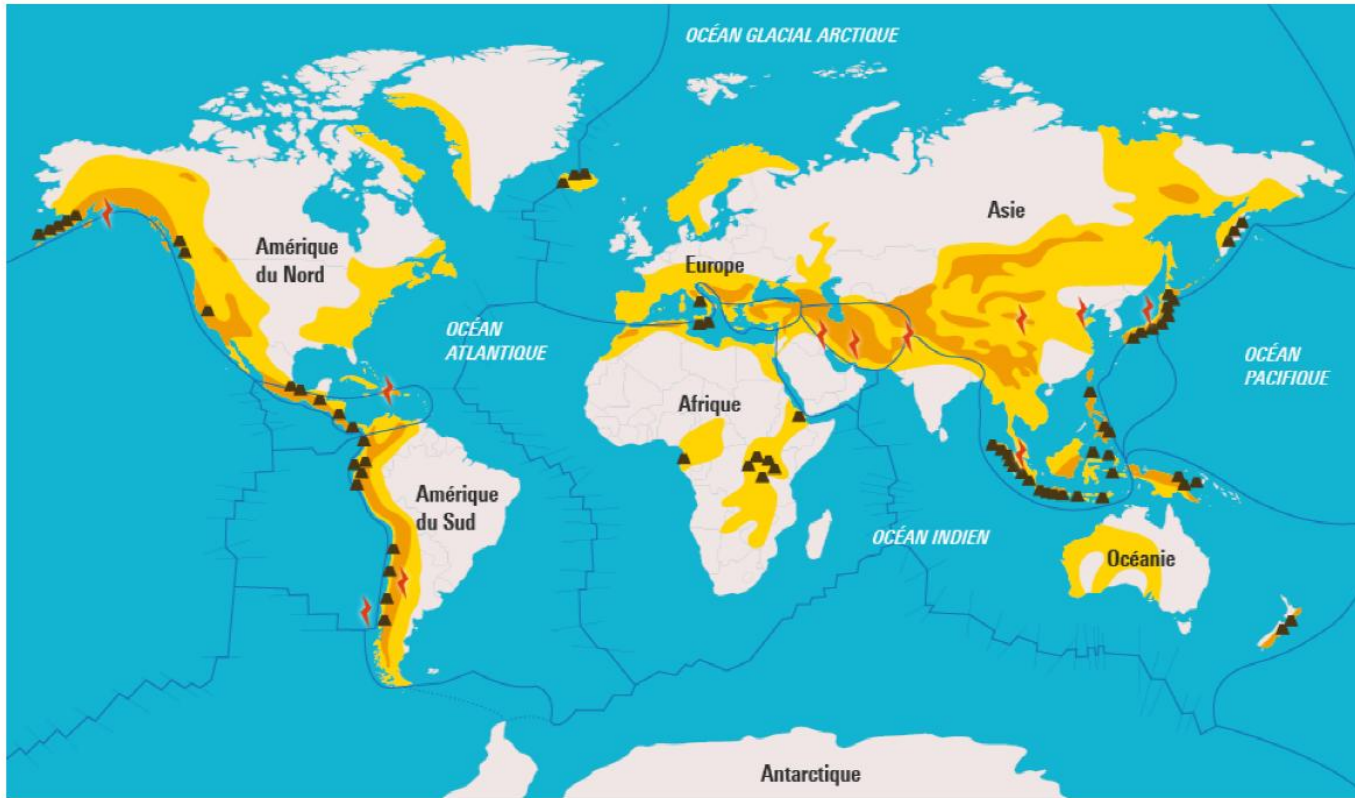 OCÉAN GLACIAL ARCTIQUE
Asie
Amérique
du Nord
Europe
OCÉAN
ATLANTIQUE
OCÉAN
PACIFIQUE
Afrique
Amérique
du Sud
OCÉAN INDIEN
Océanie
Antarctique